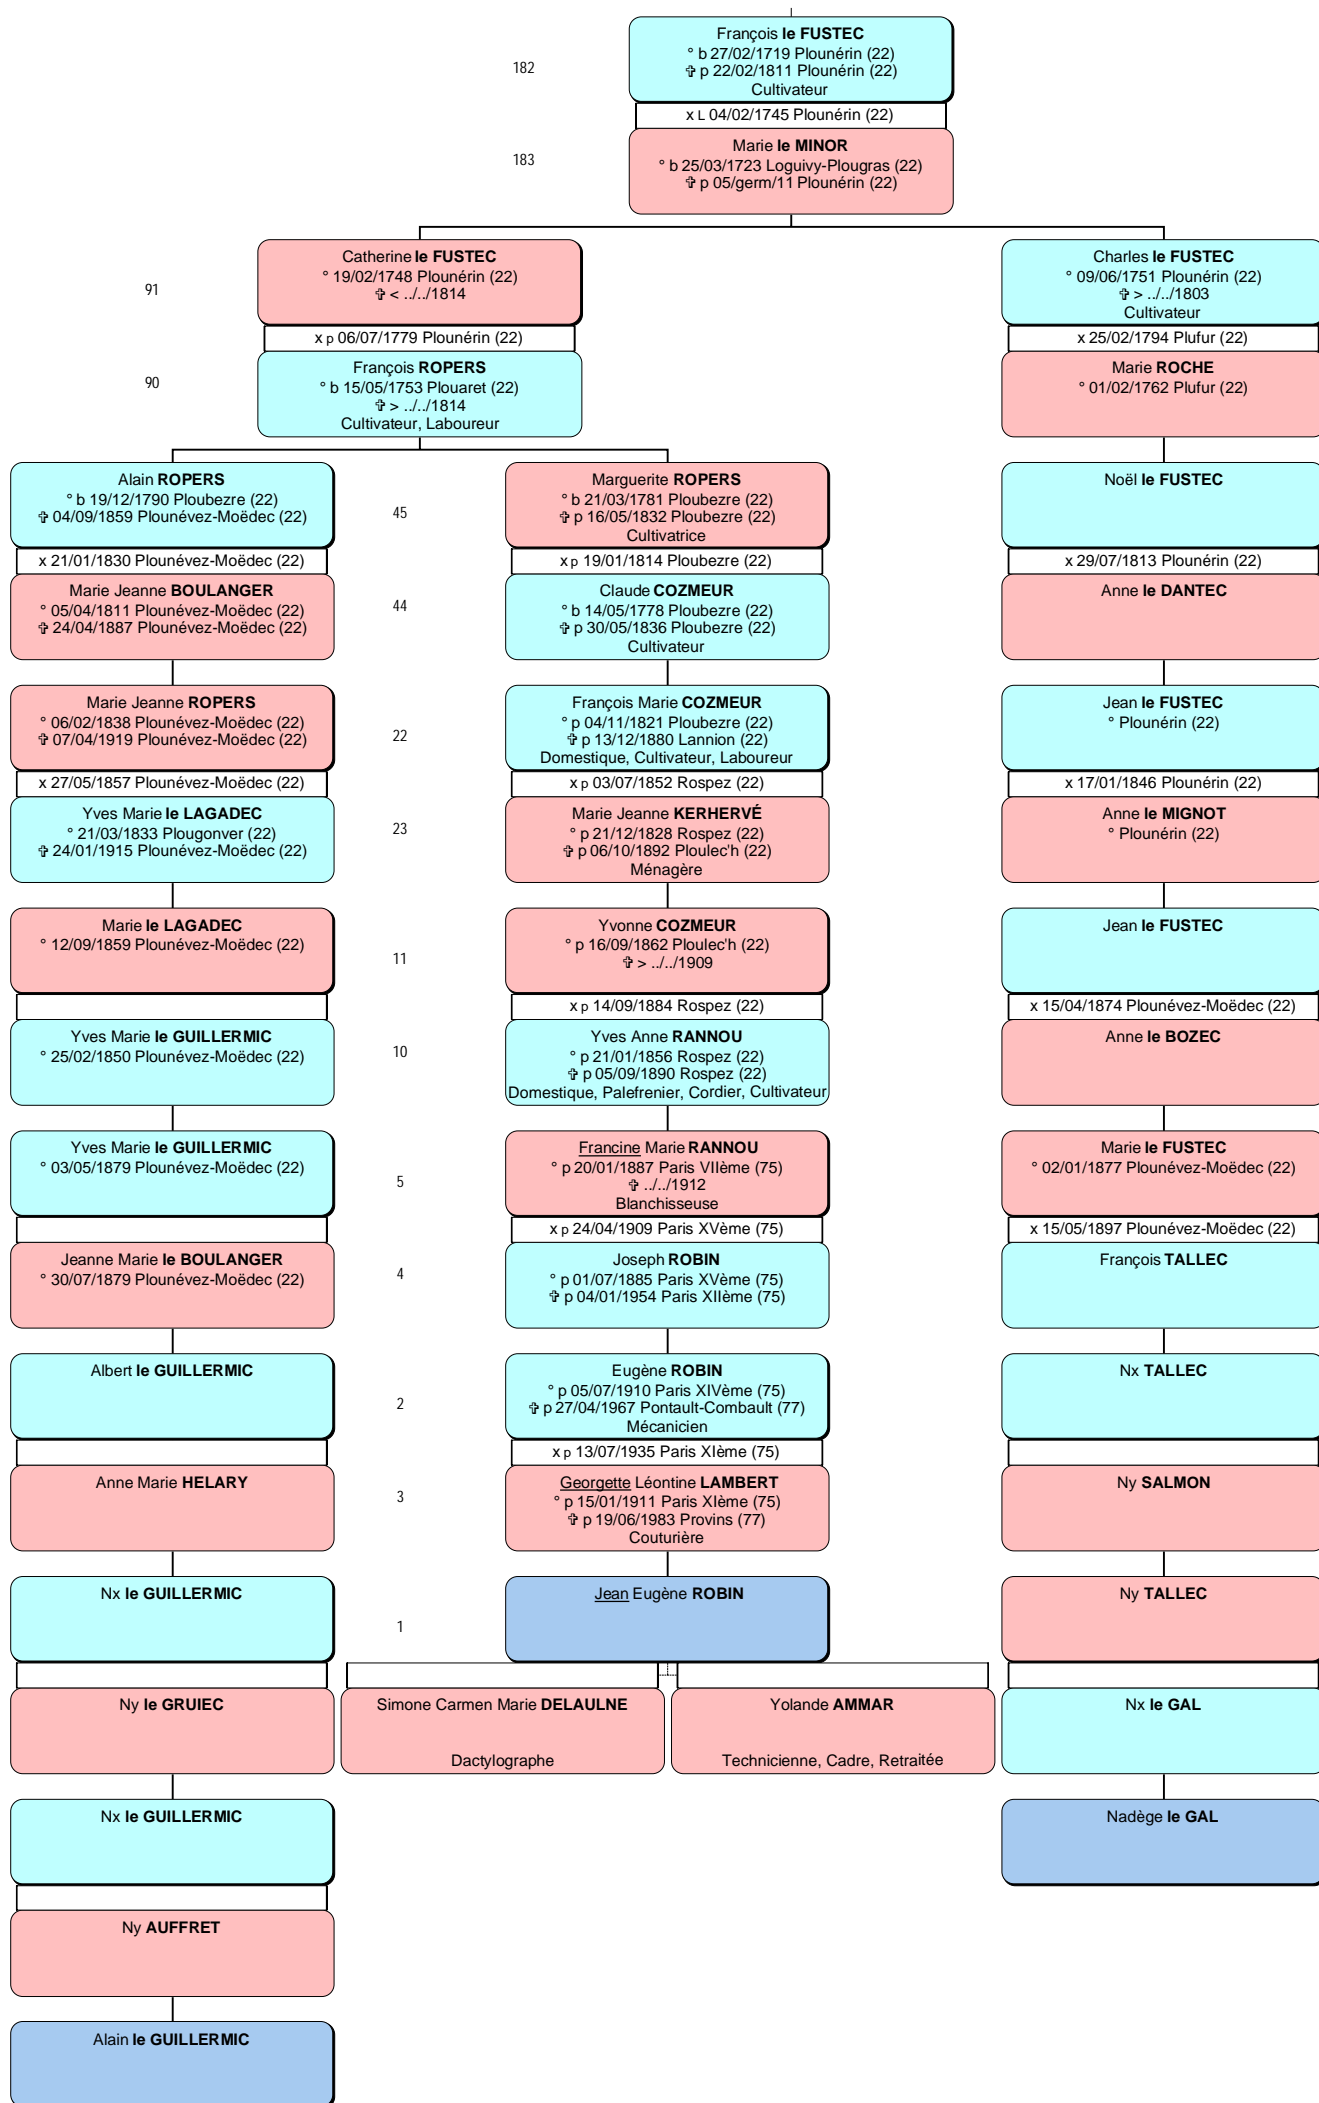 François le FUSTEC
° b 27/02/1719 Plounérin (22)
✞ p 22/02/1811 Plounérin (22)
Cultivateur
182
x L 04/02/1745 Plounérin (22)
Marie le MINOR
° b 25/03/1723 Loguivy-Plougras (22)
✞ p 05/germ/11 Plounérin (22)
183
Catherine le FUSTEC
° 19/02/1748 Plounérin (22)
✞ < ../../1814
91
x p 06/07/1779 Plounérin (22)
François ROPERS
° b 15/05/1753 Plouaret (22)
✞ > ../../1814
Cultivateur, Laboureur
90
Charles le FUSTEC
° 09/06/1751 Plounérin (22)
✞ > ../../1803
Cultivateur
x 25/02/1794 Plufur (22)
Marie ROCHE
° 01/02/1762 Plufur (22)
Alain ROPERS
° b 19/12/1790 Ploubezre (22)
✞ 04/09/1859 Plounévez-Moëdec (22)
x 21/01/1830 Plounévez-Moëdec (22)
Marie Jeanne BOULANGER
° 05/04/1811 Plounévez-Moëdec (22)
✞ 24/04/1887 Plounévez-Moëdec (22)
45
Marguerite ROPERS
° b 21/03/1781 Ploubezre (22)
✞ p 16/05/1832 Ploubezre (22)
Cultivatrice
x p 19/01/1814 Ploubezre (22)
44
Claude COZMEUR
° b 14/05/1778 Ploubezre (22)
✞ p 30/05/1836 Ploubezre (22)
Cultivateur
Noël le FUSTEC
x 29/07/1813 Plounérin (22)
Anne le DANTEC
Marie Jeanne ROPERS
° 06/02/1838 Plounévez-Moëdec (22)
✞ 07/04/1919 Plounévez-Moëdec (22)
x 27/05/1857 Plounévez-Moëdec (22)
Yves Marie le LAGADEC
° 21/03/1833 Plougonver (22)
✞ 24/01/1915 Plounévez-Moëdec (22)
22
François Marie COZMEUR
° p 04/11/1821 Ploubezre (22)
✞ p 13/12/1880 Lannion (22)
Domestique, Cultivateur, Laboureur
x p 03/07/1852 Rospez (22)
23
Marie Jeanne KERHERVÉ
° p 21/12/1828 Rospez (22)
✞ p 06/10/1892 Ploulec'h (22)
Ménagère
Jean le FUSTEC
° Plounérin (22)
x 17/01/1846 Plounérin (22)
Anne le MIGNOT
° Plounérin (22)
Marie le LAGADEC
° 12/09/1859 Plounévez-Moëdec (22)
Yves Marie le GUILLERMIC
° 25/02/1850 Plounévez-Moëdec (22)
11
Yvonne COZMEUR
° p 16/09/1862 Ploulec'h (22)
✞ > ../../1909
x p 14/09/1884 Rospez (22)
10
Yves Anne RANNOU
° p 21/01/1856 Rospez (22)
✞ p 05/09/1890 Rospez (22)
Domestique, Palefrenier, Cordier, Cultivateur
Jean le FUSTEC
x 15/04/1874 Plounévez-Moëdec (22)
Anne le BOZEC
Yves Marie le GUILLERMIC
° 03/05/1879 Plounévez-Moëdec (22)
Jeanne Marie le BOULANGER
° 30/07/1879 Plounévez-Moëdec (22)
5
Francine Marie RANNOU
° p 20/01/1887 Paris VIIème (75)
✞ ../../1912
Blanchisseuse
x p 24/04/1909 Paris XVème (75)
4
Joseph ROBIN
° p 01/07/1885 Paris XVème (75)
✞ p 04/01/1954 Paris XIIème (75)
Marie le FUSTEC
° 02/01/1877 Plounévez-Moëdec (22)
x 15/05/1897 Plounévez-Moëdec (22)
François TALLEC
Albert le GUILLERMIC
Anne Marie HELARY
2
Eugène ROBIN
° p 05/07/1910 Paris XIVème (75)
✞ p 27/04/1967 Pontault-Combault (77)
Mécanicien
x p 13/07/1935 Paris XIème (75)
3
Georgette Léontine LAMBERT
° p 15/01/1911 Paris XIème (75)
✞ p 19/06/1983 Provins (77)
Couturière
Nx TALLEC
Ny SALMON
Nx le GUILLERMIC
Ny le GRUIEC
1
Jean Eugène ROBIN
Simone Carmen Marie DELAULNE
Dactylographe
Yolande AMMAR
Technicienne, Cadre, Retraitée
Ny TALLEC
Nx le GAL
Nx le GUILLERMIC
Ny AUFFRET
Nadège le GAL
Alain le GUILLERMIC